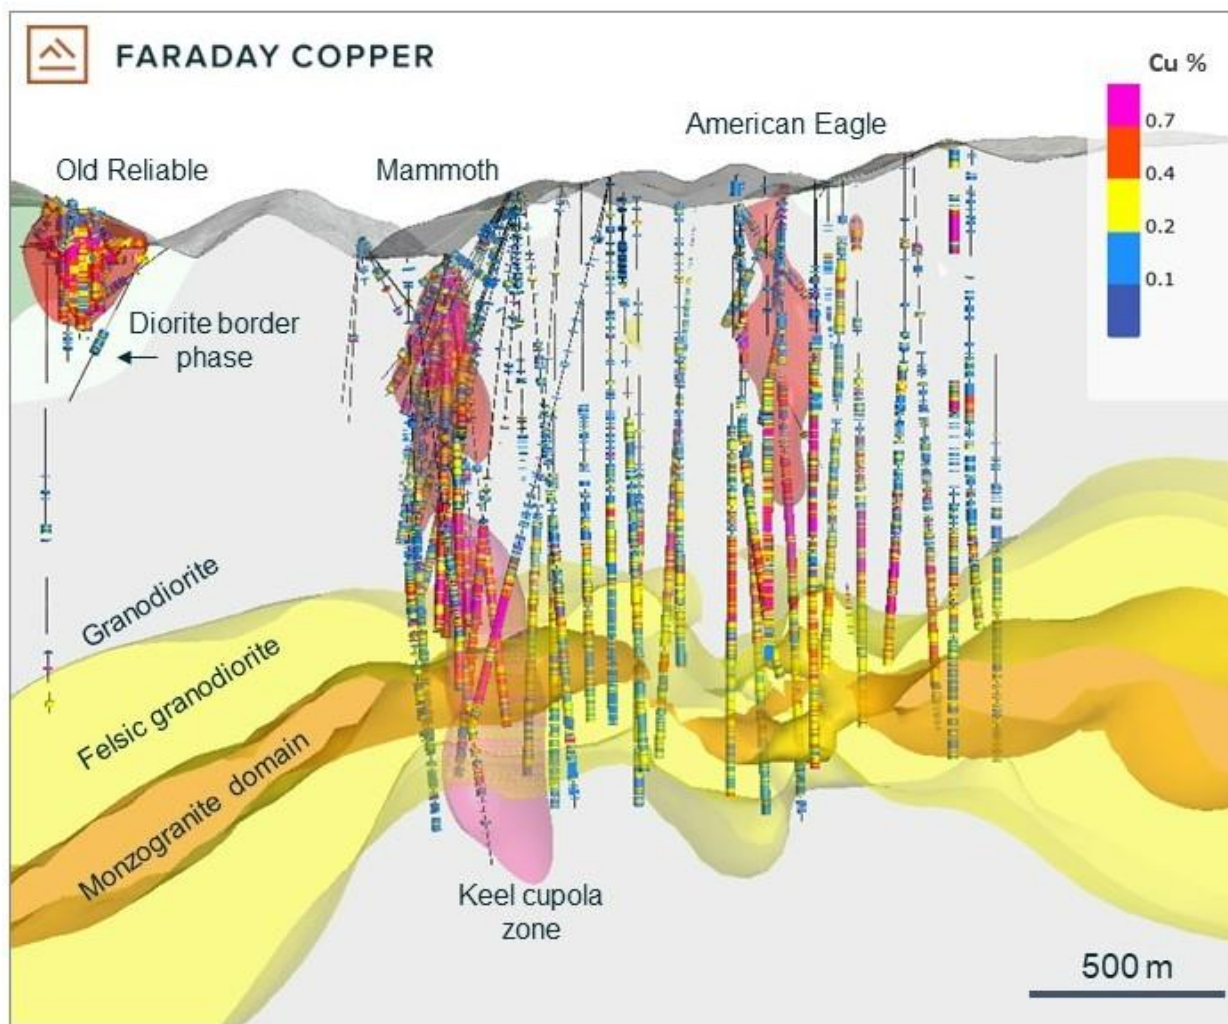 FARADAY COPPER
Cu %
0.7
0.4
0.2
0.1
American Eagle
Old Reliable
Mammoth
Diorite border
phase
Granodiorite
Felsic granodiorite
Monzogranite domain
Keel cupola
zone
500 m